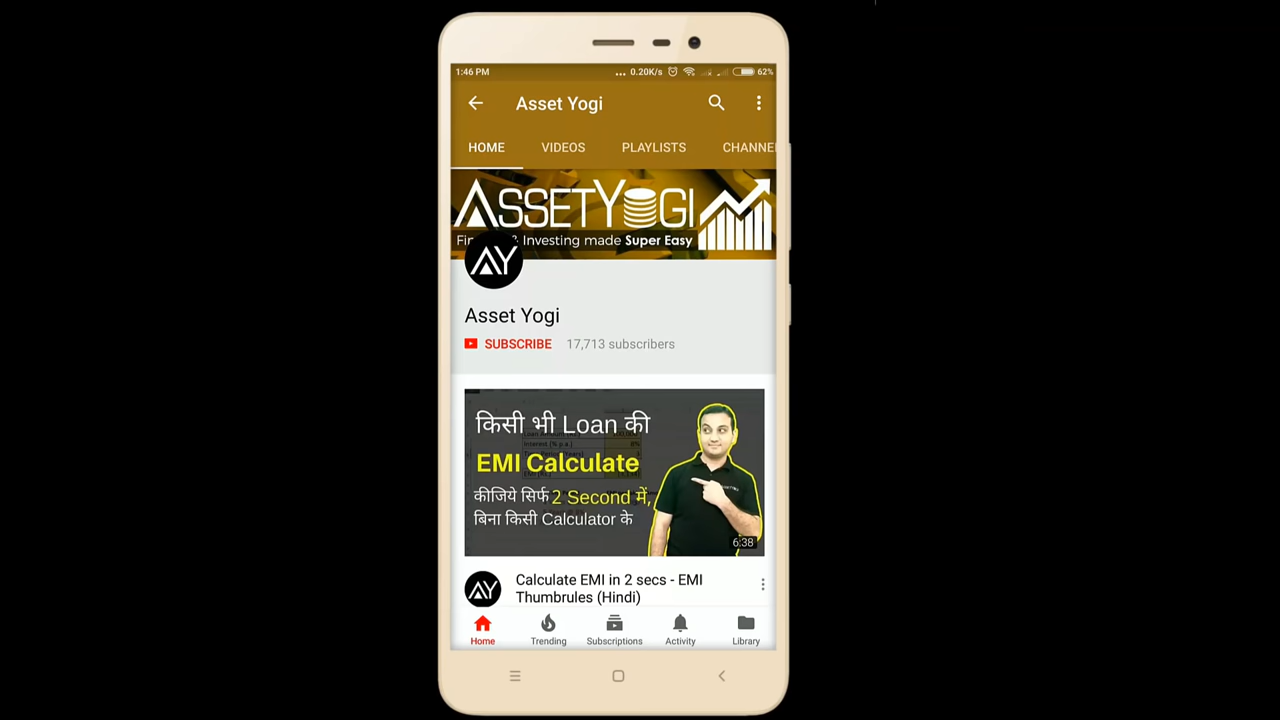 1:46 PM
... 0.20K/s 62%
Asset Yogi
HOME VIDEOS PLAYLISTS CHANNE
ASSETYOGI
& Investing made Super Easy
AY
Asset Yogi
SUBSCRIBE 17,713 subscribers
किसी भी Loan की
EMI Calculate
कीजिये सिर्फ 2 Second में,
बिना किसी Calculator के
6:38
AY
Calculate EMI in 2 secs - EMI
Thumbrules (Hindi)
Home Trending Subscriptions Activity Library